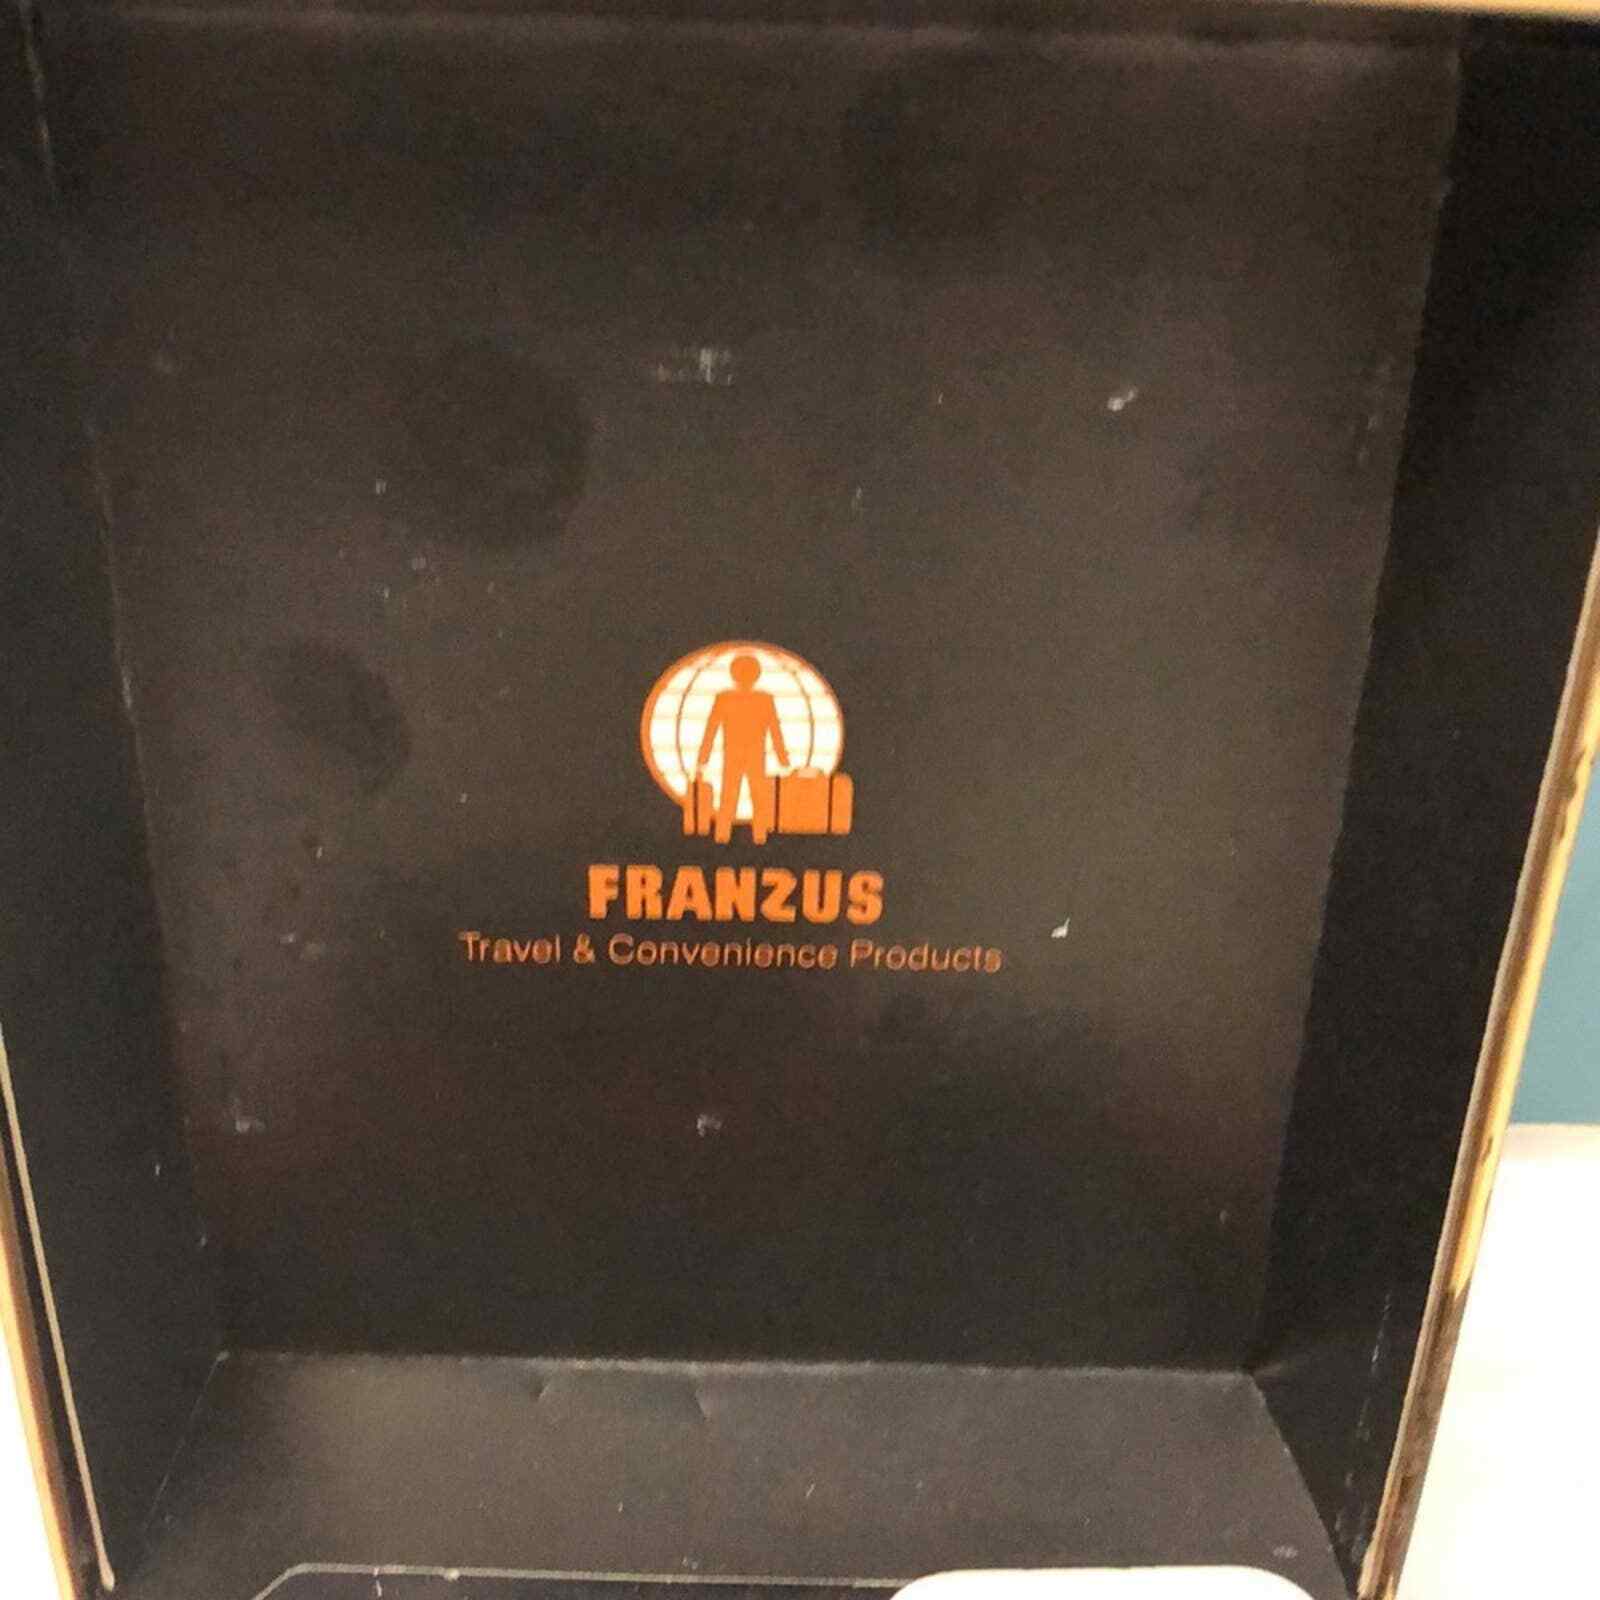 FRANZUS
Travel & Convenience Products